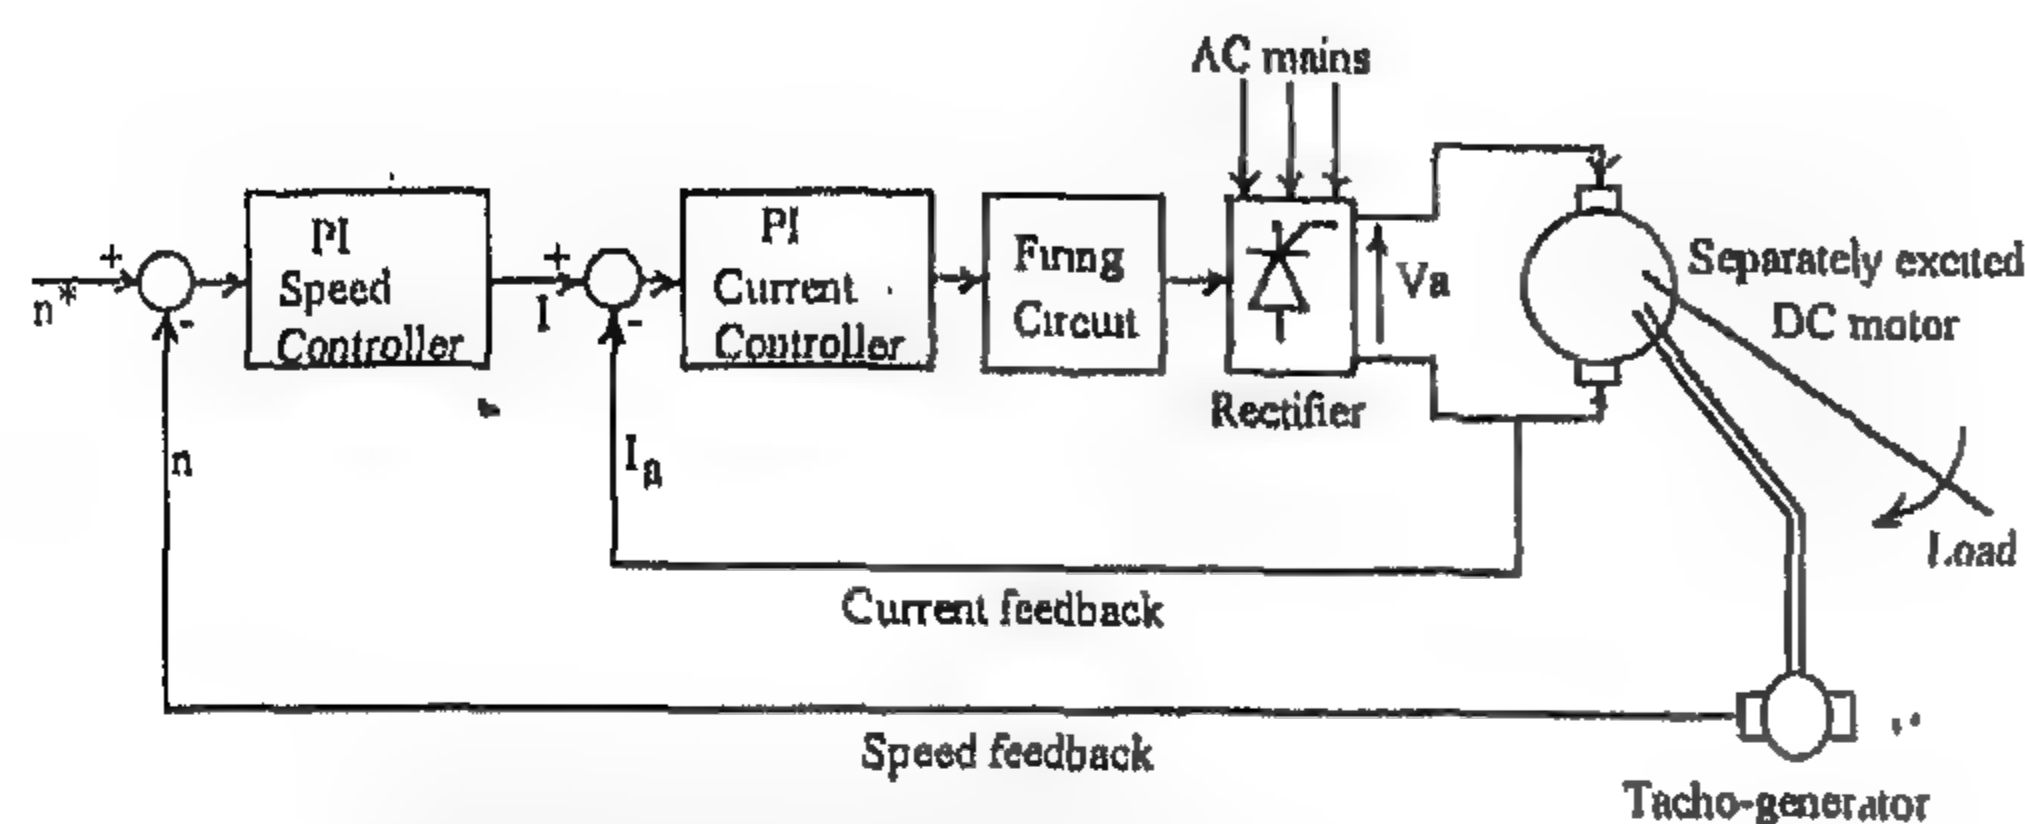 AC mains
PI
Speed
Controller
PI
Current
Controller
Firing
Circuit
Va
Separately excited
DC motor
+
n*
-
+
I
-
Rectifier
n
Ia
Load
Current feedback
Speed feedback
Tacho-generator